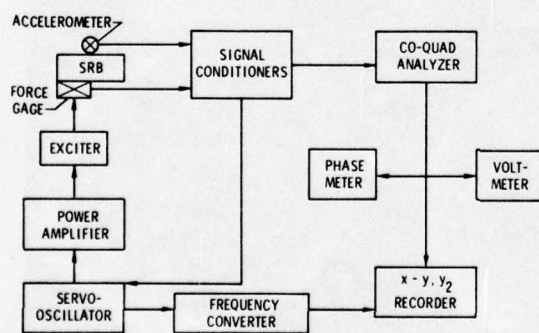 ACCELEROMETER
SRB
FORCE
GAGE
SIGNAL
CONDITIONERS
CO-QUAD
ANALYZER
EXCITER
PHASE
METER
VOLT-
METER
POWER
AMPLIFIER
SERVO-
OSCILLATOR
FREQUENCY
CONVERTER
x - y, y₂
RECORDER